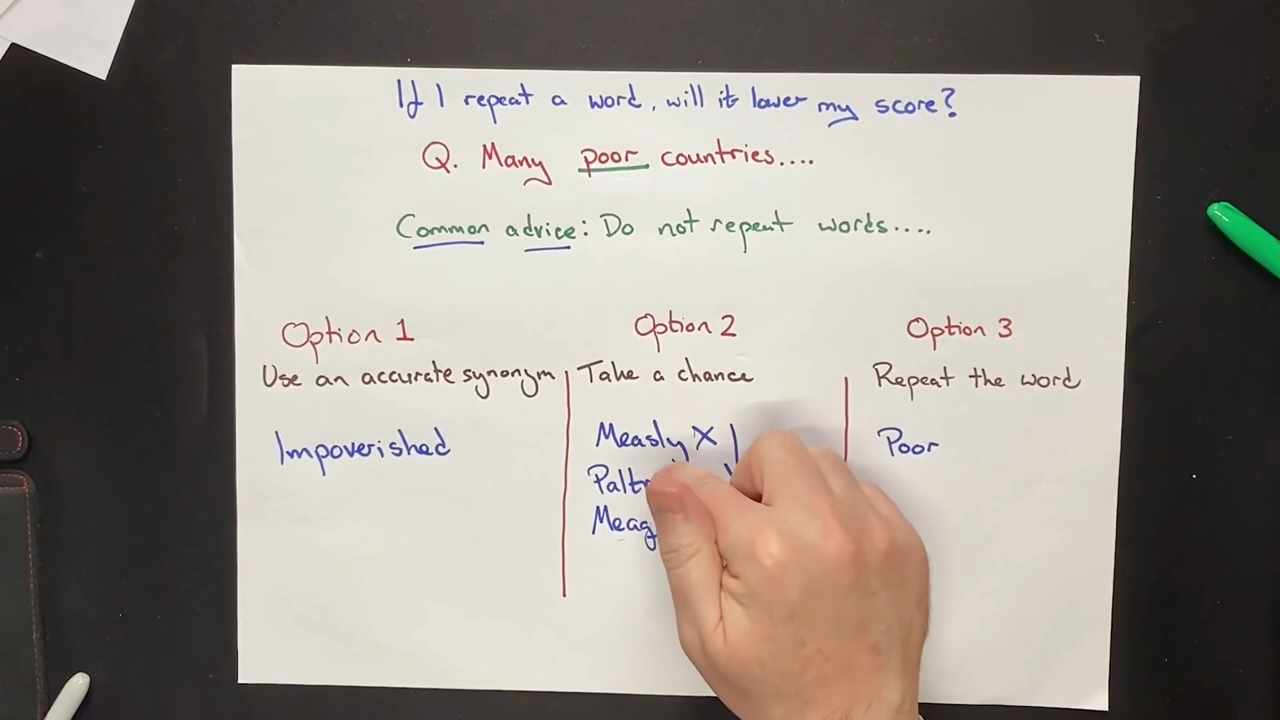 If I repeat a word, will it lower my score?
Q. Many poor countries....
Common advice: Do not repeat words....
Option 1
Use an accurate synonym
Impoverished
Option 2
Take a chance
Measly X
Option 3
Repeat the word
Poor